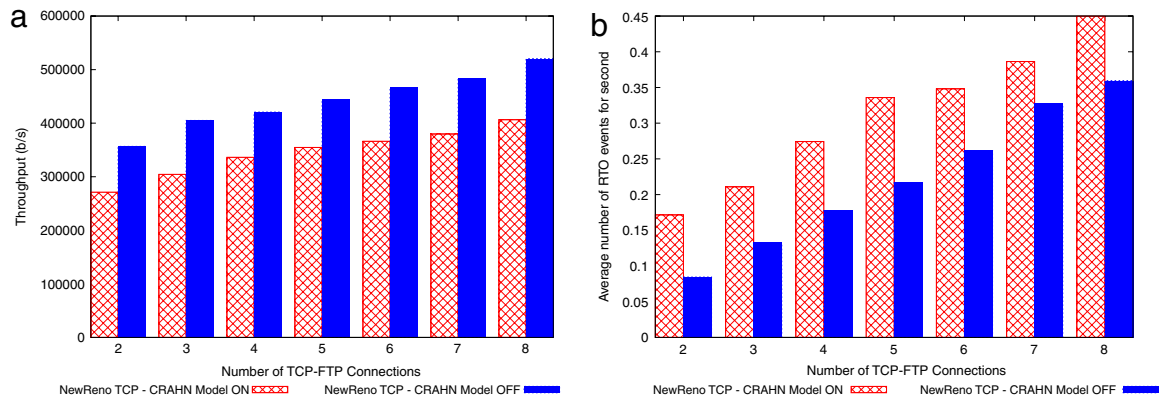 a
600000
500000
400000
300000
200000
100000
0
Throughput (b/s)
2 3 4 5 6 7 8
Number of TCP-FTP Connections
NewReno TCP - CRAHN Model ON NewReno TCP - CRAHN Model OFF
b
0.45
0.4
0.35
0.3
0.25
0.2
0.15
0.1
0.05
0
Average number of RTO events for second
2 3 4 5 6 7 8
Number of TCP-FTP Connections
NewReno TCP - CRAHN Model ON NewReno TCP - CRAHN Model OFF